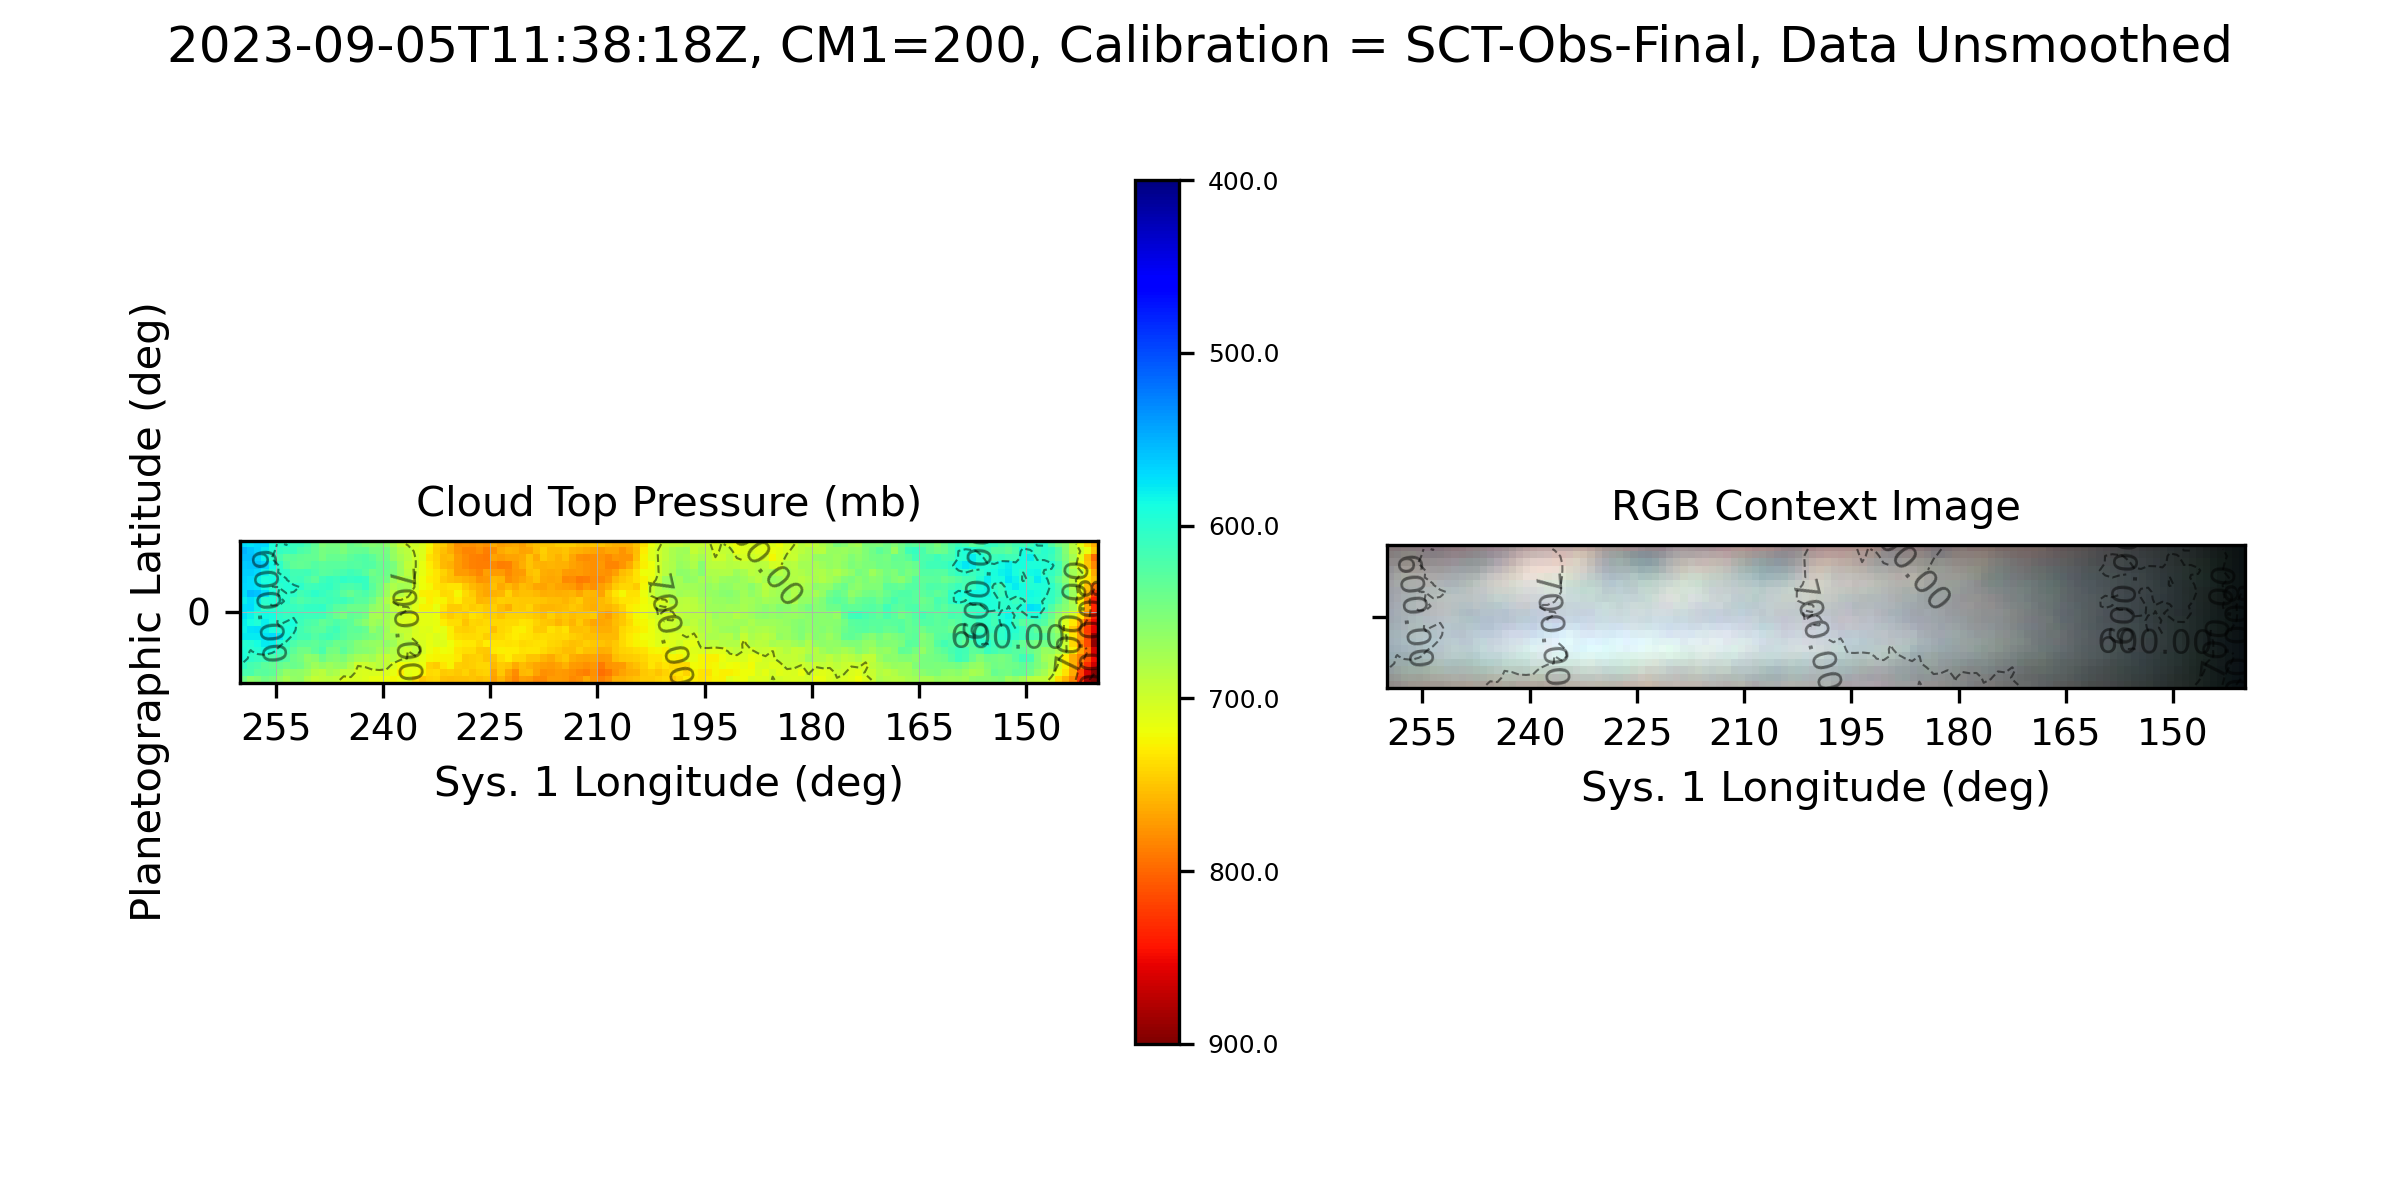 2023-09-05T11:38:18Z, CM1=200, Calibration = SCT-Obs-Final, Data Unsmoothed
Planetographic Latitude (deg)
Cloud Top Pressure (mb)
0
600.00
700.00
700.00
600.00
600.00
255 240 225 210 195 180 165 150
Sys. 1 Longitude (deg)
400.0
500.0
600.0
700.0
800.0
900.0
RGB Context Image
600.00
700.00
700.00
600.00
600.00
700.00
255 240 225 210 195 180 165 150
Sys. 1 Longitude (deg)